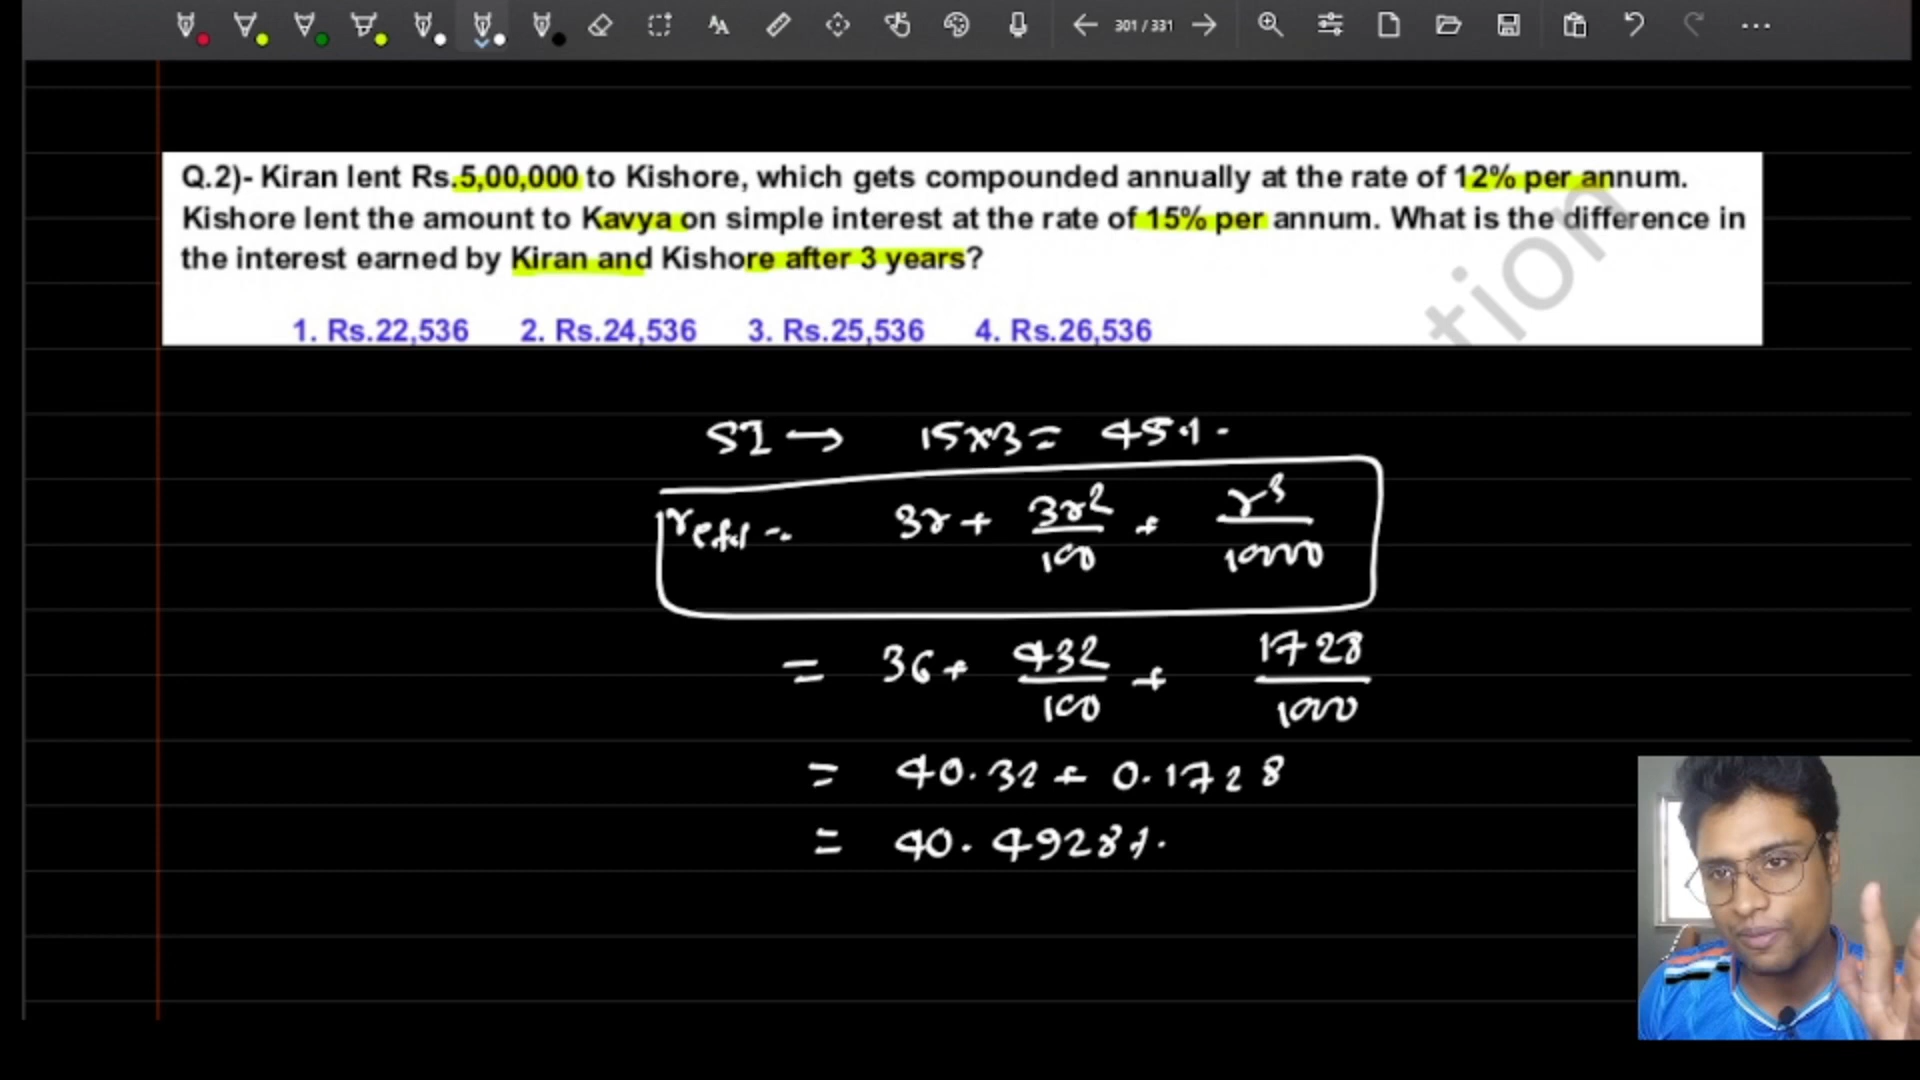 301 / 331
Q.2)- Kiran lent Rs.5,00,000 to Kishore, which gets compounded annually at the rate of 12% per annum.
Kishore lent the amount to Kavya on simple interest at the rate of 15% per annum. What is the difference in
the interest earned by Kiran and Kishore after 3 years?
tion
1. Rs.22,536 2. Rs.24,536 3. Rs.25,536 4. Rs.26,536
SI → 15×3 = 45%
reff = 3r + 3r²/100 + r³/10000
= 36 + 432/100 + 1728/1000
= 40.32 + 0.1728
= 40.4928%